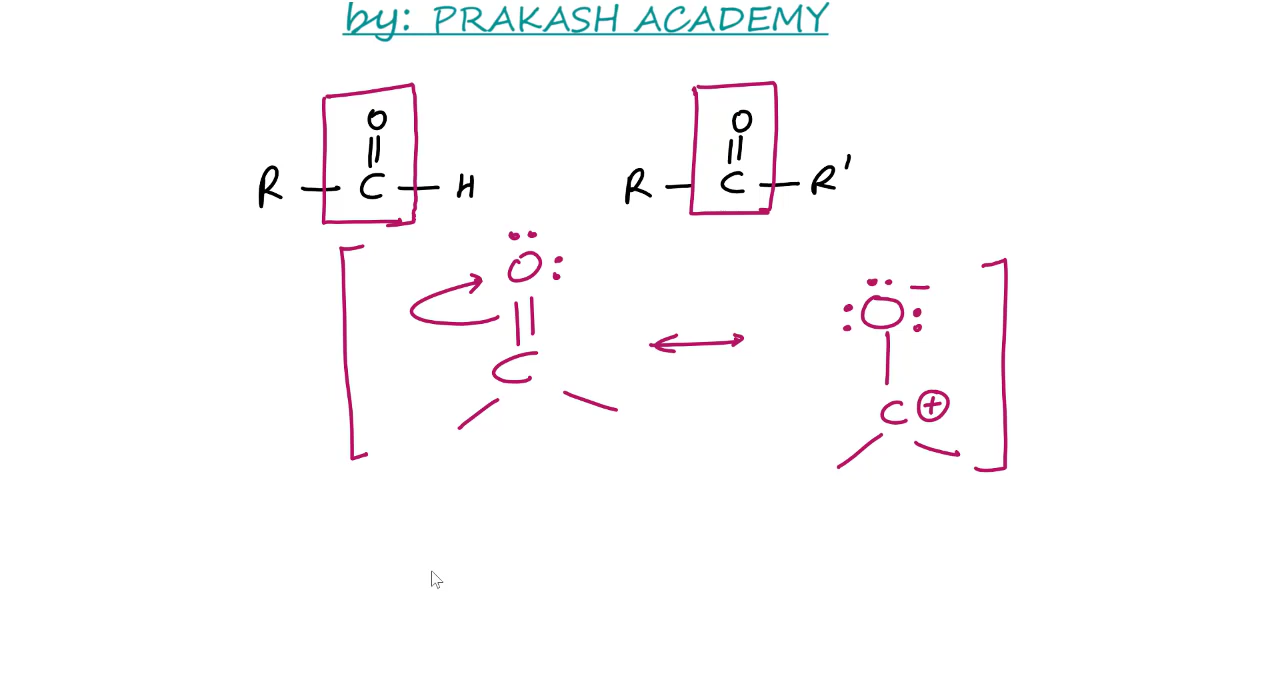 by: PRAKASH ACADEMY
O O
|| ||
R — C — H R — C — R'
O O −
|| |
C ↔ C +